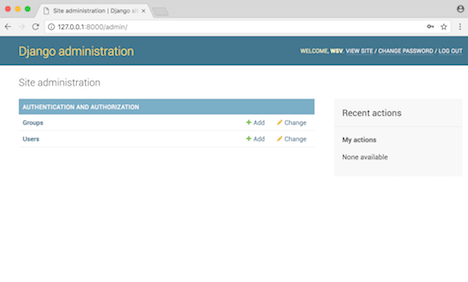 Site administration | Django si
127.0.0.1:8000/admin/
Django administration
WELCOME, WSV. VIEW SITE / CHANGE PASSWORD / LOG OUT
Site administration
AUTHENTICATION AND AUTHORIZATION
Groups + Add Change
Users + Add Change
Recent actions
My actions
None available